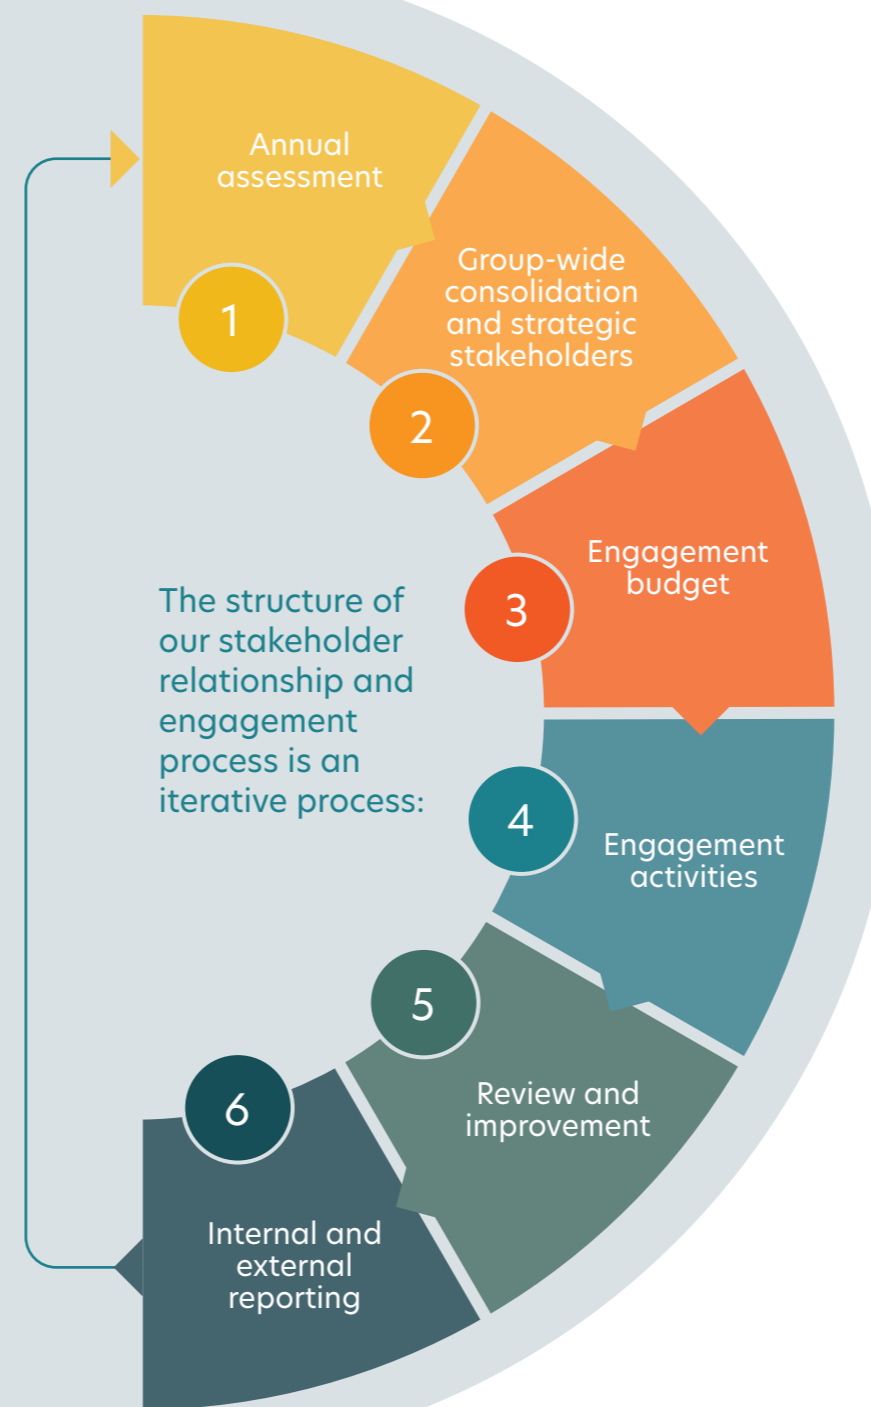 Annual
assessment
1
Group-wide
consolidation
and strategic
stakeholders
2
Engagement
budget
3
The structure of
our stakeholder
relationship and
engagement
process is an
iterative process:
4
Engagement
activities
5
Review and
improvement
6
Internal and
external
reporting